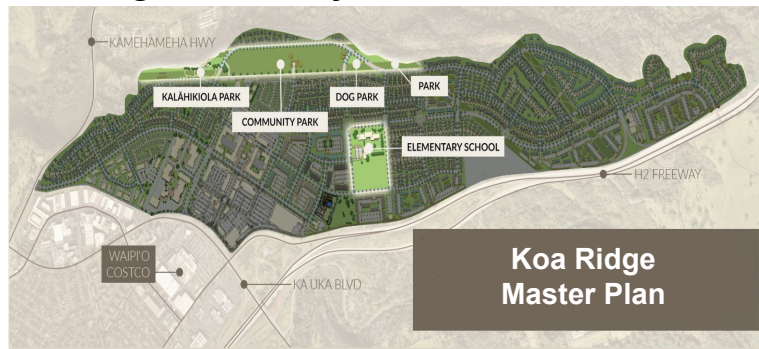 KAMEHAMEHA HWY
KALĀHIKIOLA PARK
COMMUNITY PARK
DOG PARK
PARK
ELEMENTARY SCHOOL
H2 FREEWAY
WAIPI'O
COSTCO
KA UKA BLVD
Koa Ridge
Master Plan